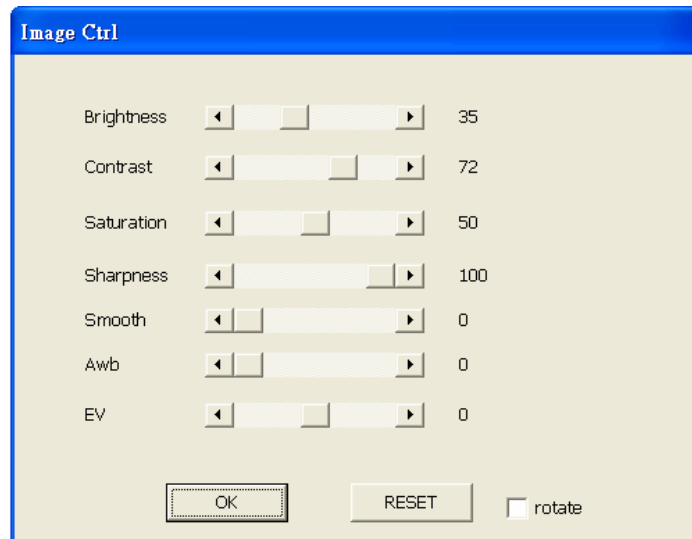 Image Ctrl
Brightness 35
Contrast 72
Saturation 50
Sharpness 100
Smooth 0
Awb 0
EV 0
OK RESET rotate